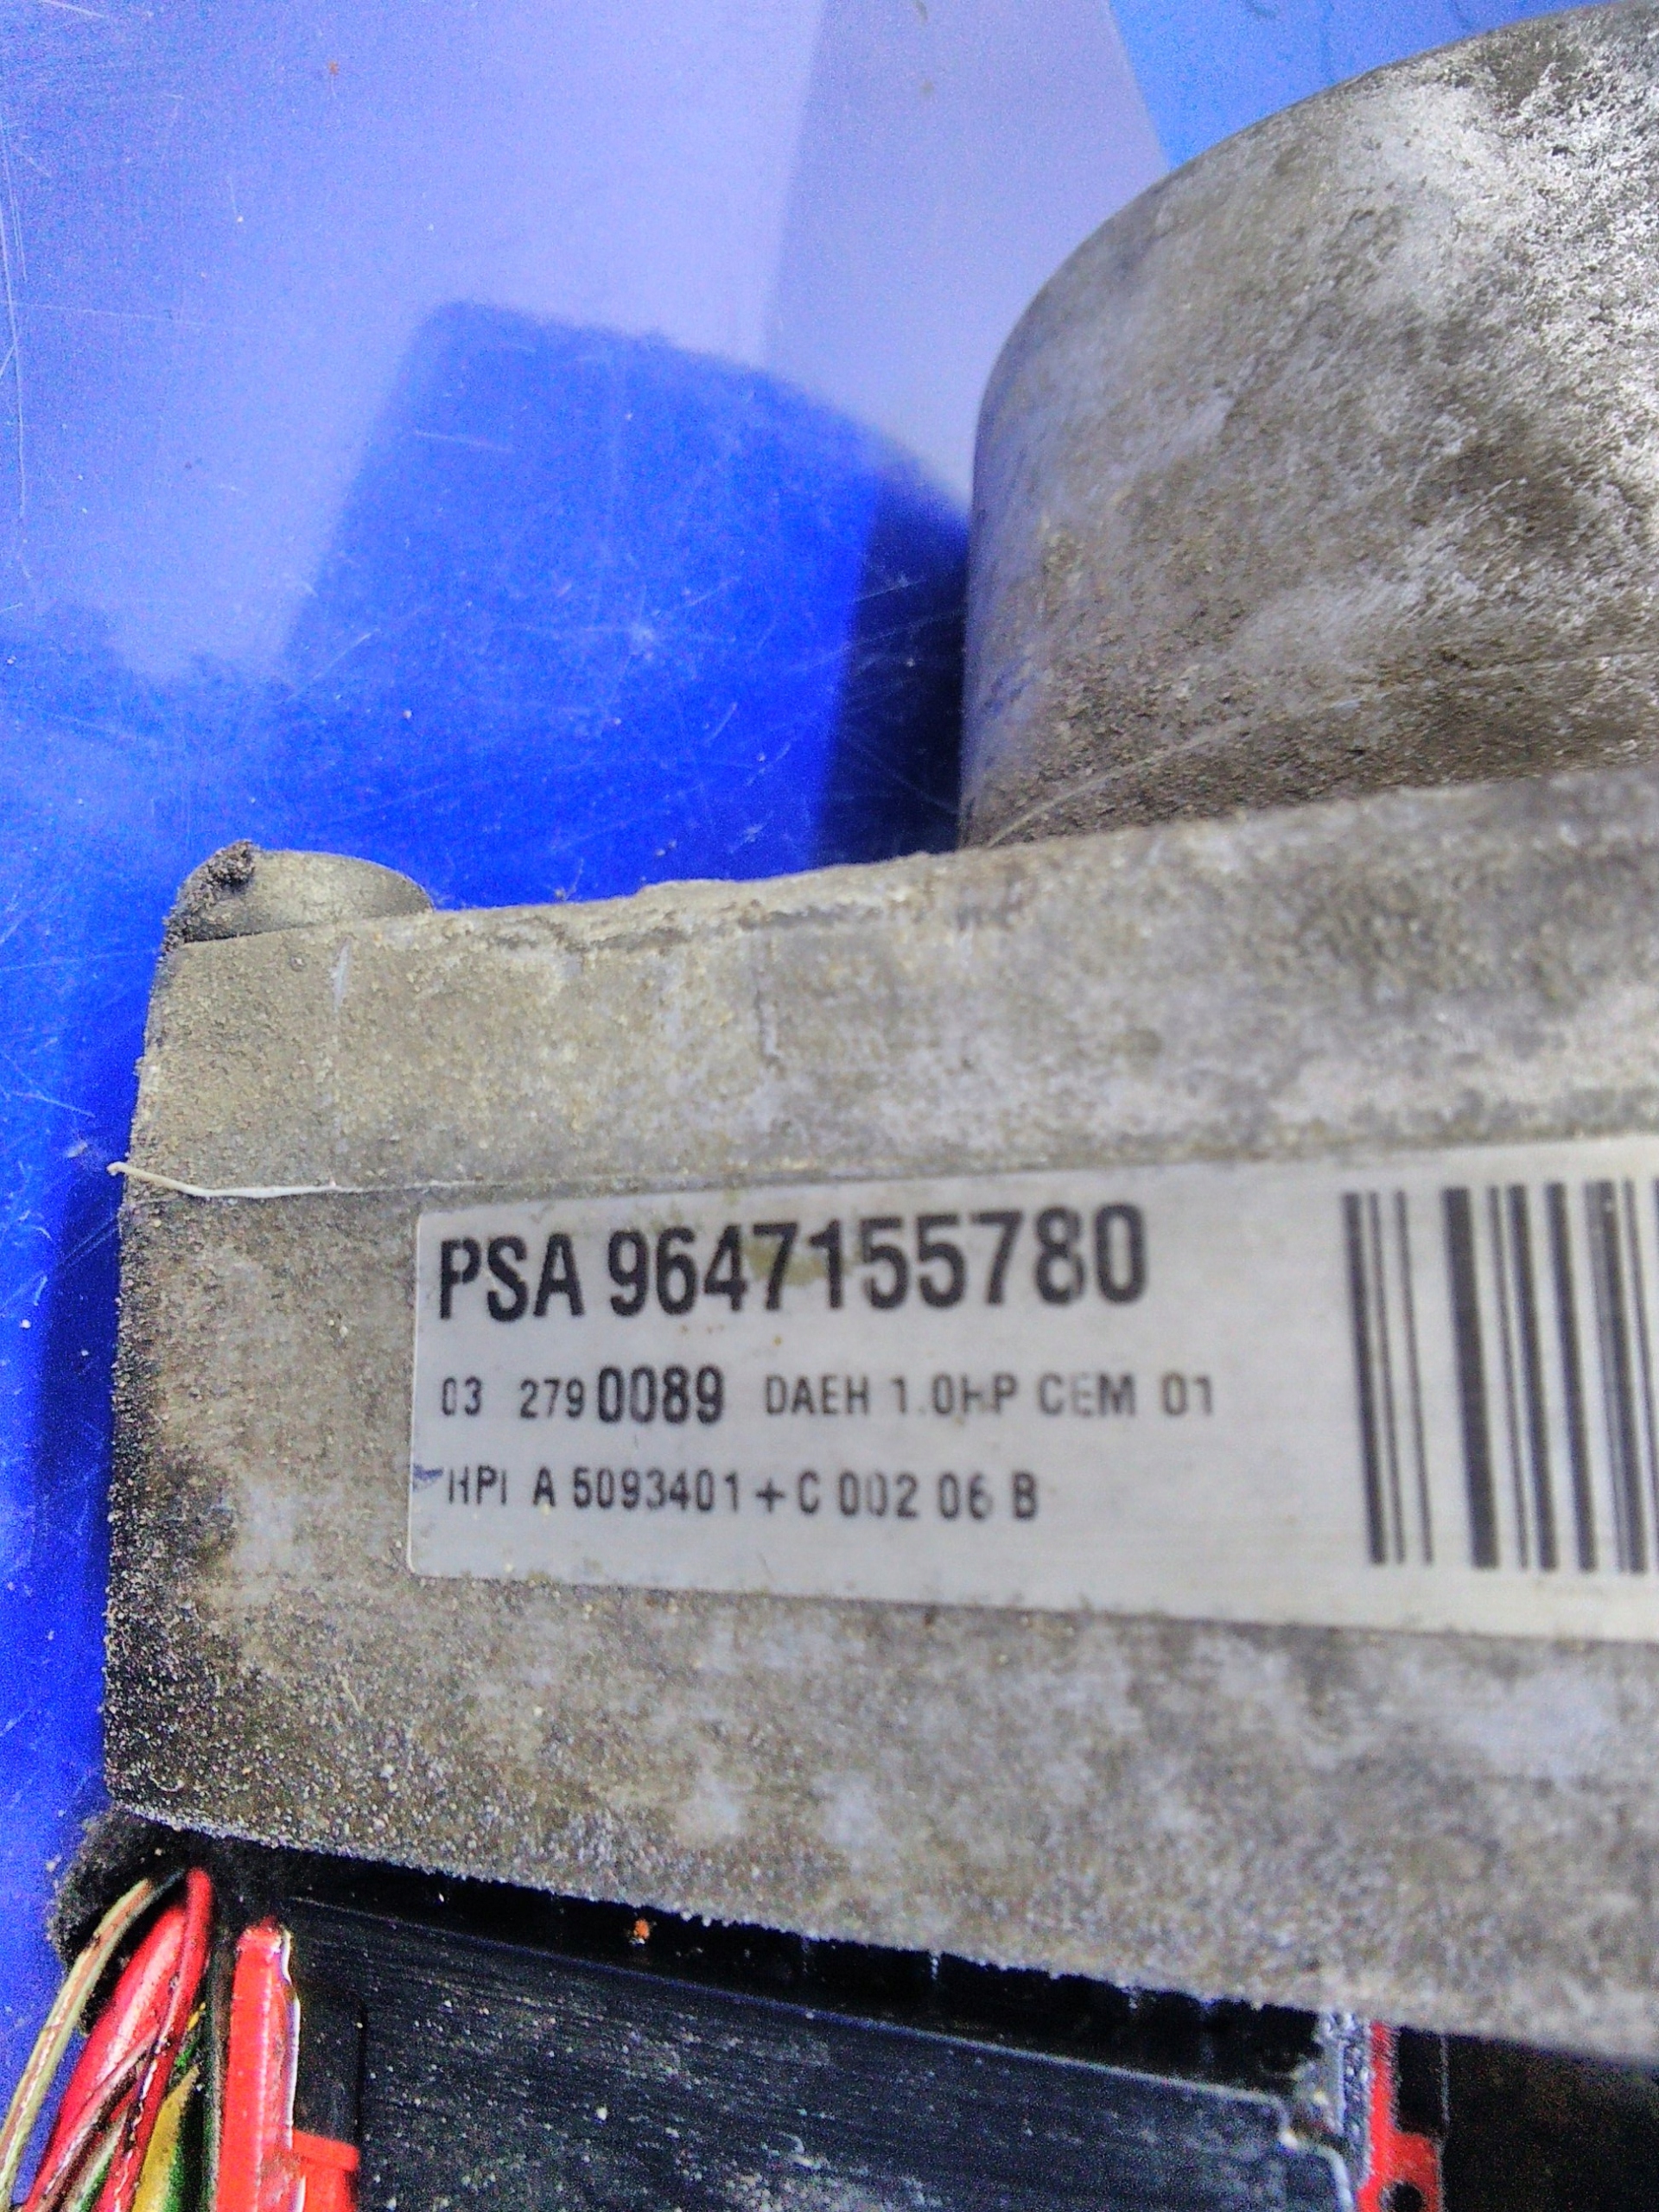 PSA 9647155780
03 279 0089 DAEH 1.0HP CEM 01
HPI A 5093401 + C 002 06 B